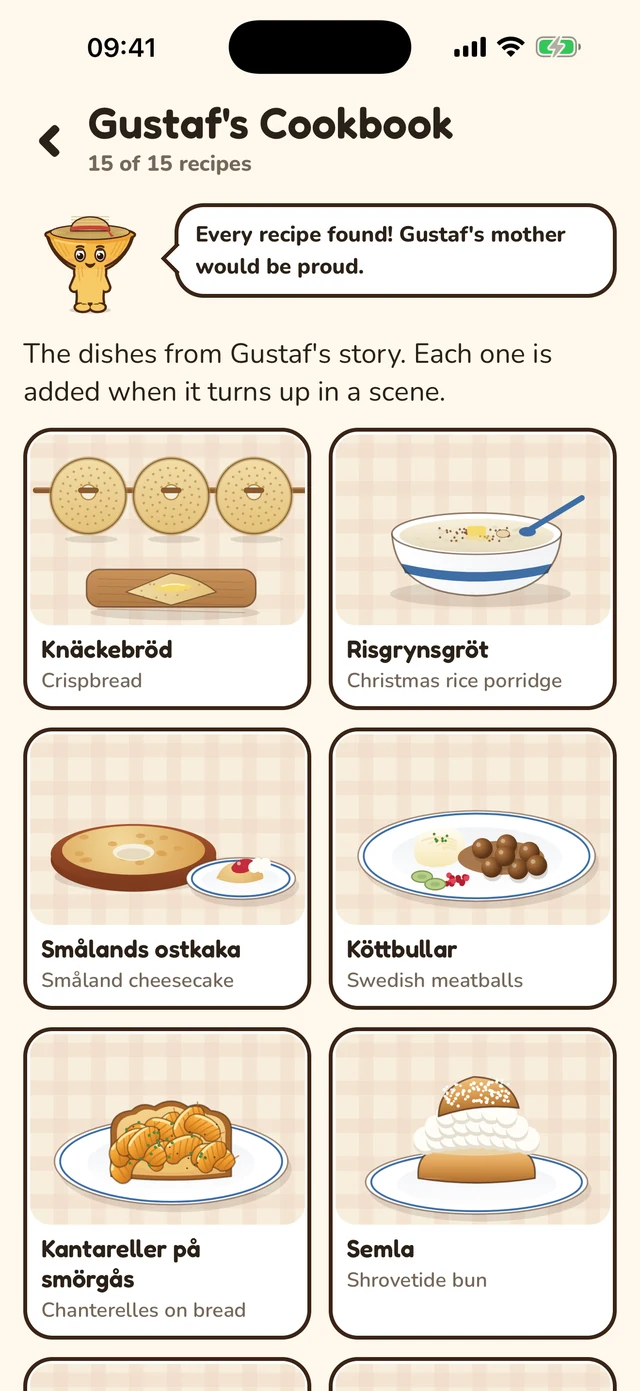 09:41
Gustaf's Cookbook
15 of 15 recipes
Every recipe found! Gustaf's mother
would be proud.
The dishes from Gustaf's story. Each one is
added when it turns up in a scene.
Knäckebröd
Crispbread
Risgrynsgröt
Christmas rice porridge
Smålands ostkaka
Småland cheesecake
Köttbullar
Swedish meatballs
Kantareller på
smörgås
Chanterelles on bread
Semla
Shrovetide bun